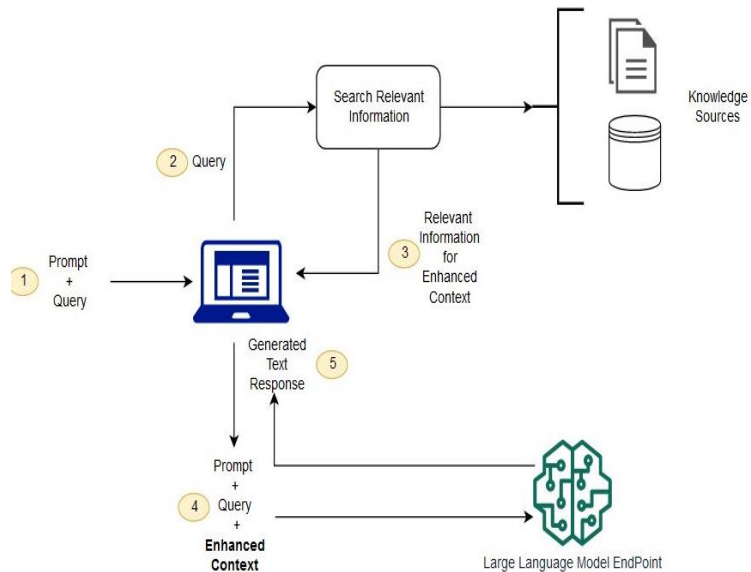 Search Relevant
Information
Knowledge
Sources
2
Query
1
Prompt
+
Query
3
Relevant
Information
for
Enhanced
Context
Generated
Text
Response
5
4
Prompt
+
Query
+
Enhanced
Context
Large Language Model EndPoint